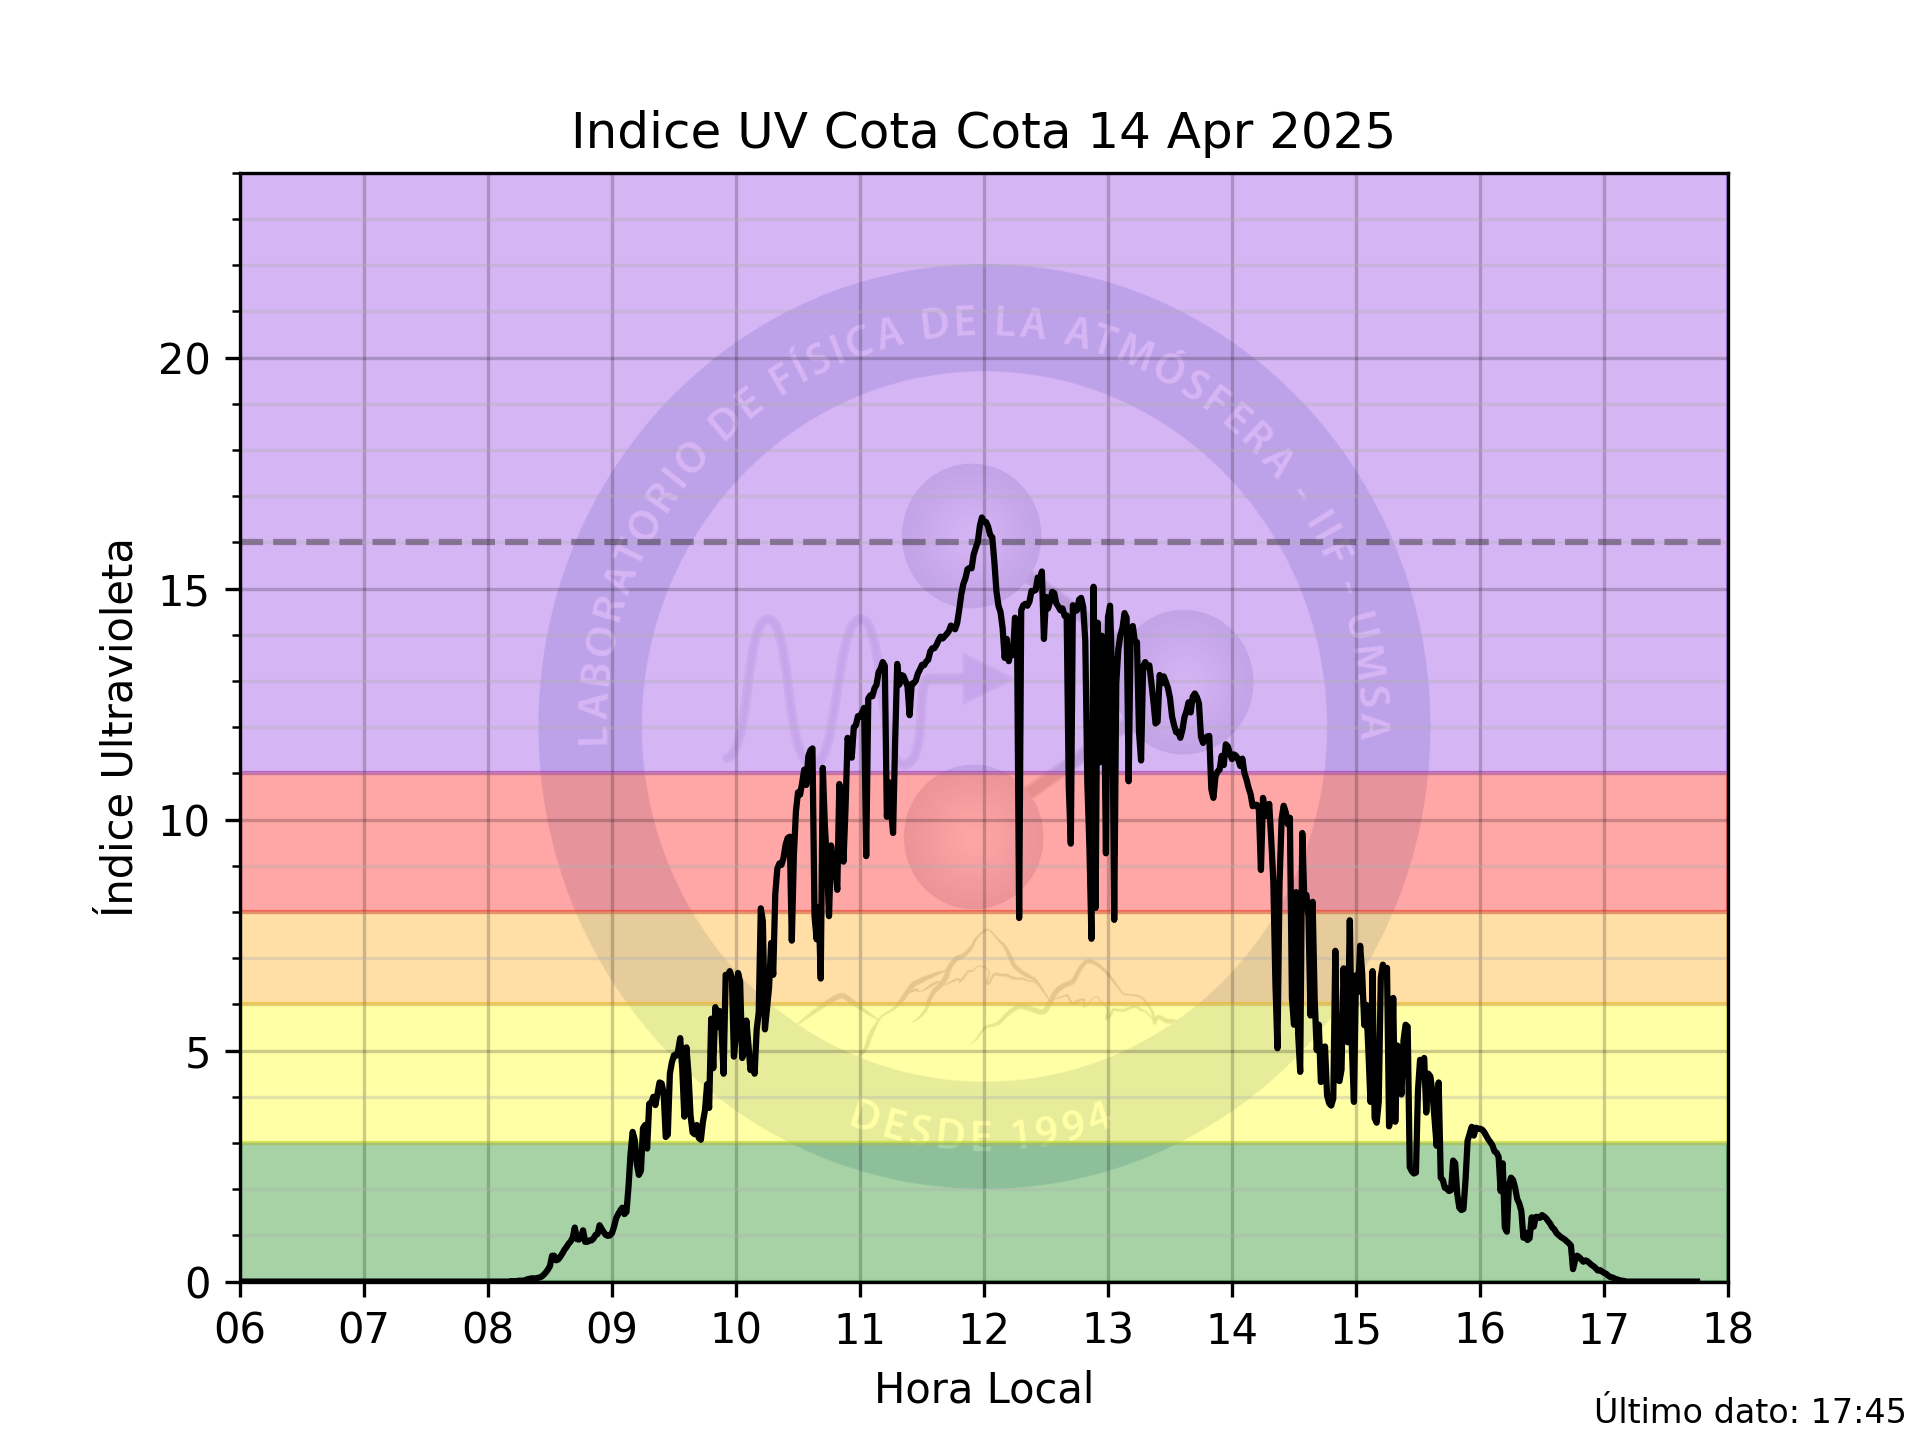 Indice UV Cota Cota 14 Apr 2025
LABORATORIO DE FÍSICA DE LA ATMÓSFERA - IIF - UMSA
DESDE 1994
Índice Ultravioleta
20
15
10
5
0
06 07 08 09 10 11 12 13 14 15 16 17 18
Hora Local
Último dato: 17:45